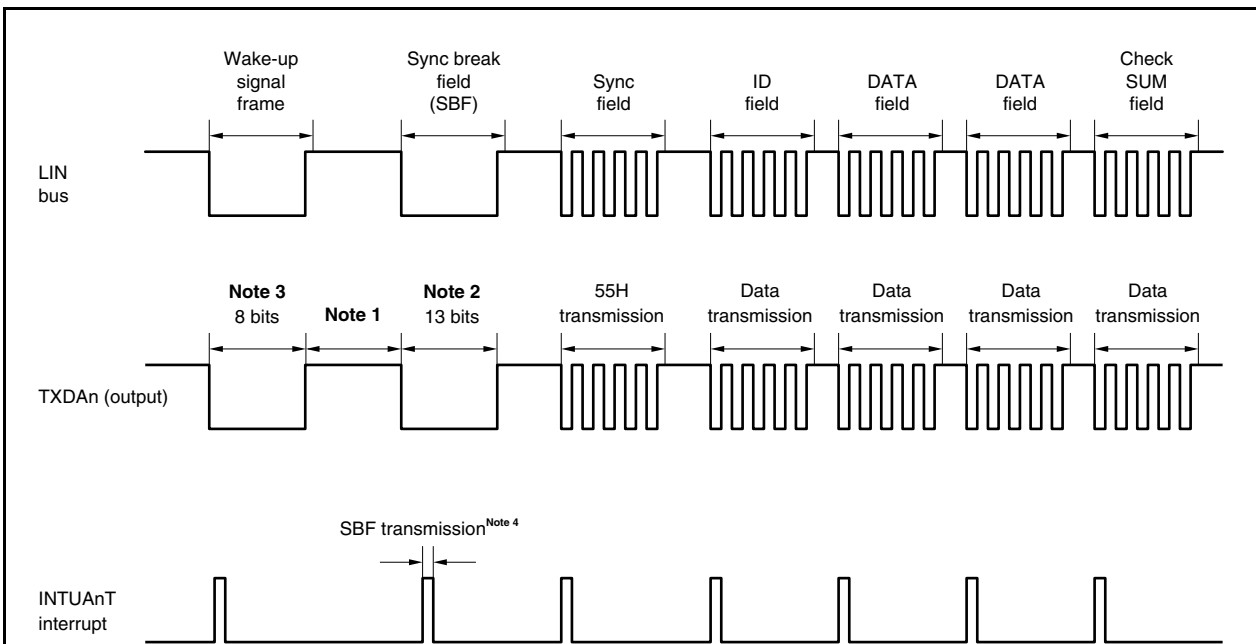 Wake-up
signal
frame
Sync break
field
(SBF)
Sync
field
ID
field
DATA
field
DATA
field
Check
SUM
field
LIN
bus
Note 3
8 bits
Note 1
Note 2
13 bits
55H
transmission
Data
transmission
Data
transmission
Data
transmission
Data
transmission
TXDAn (output)
SBF transmission Note 4
INTUAnT
interrupt